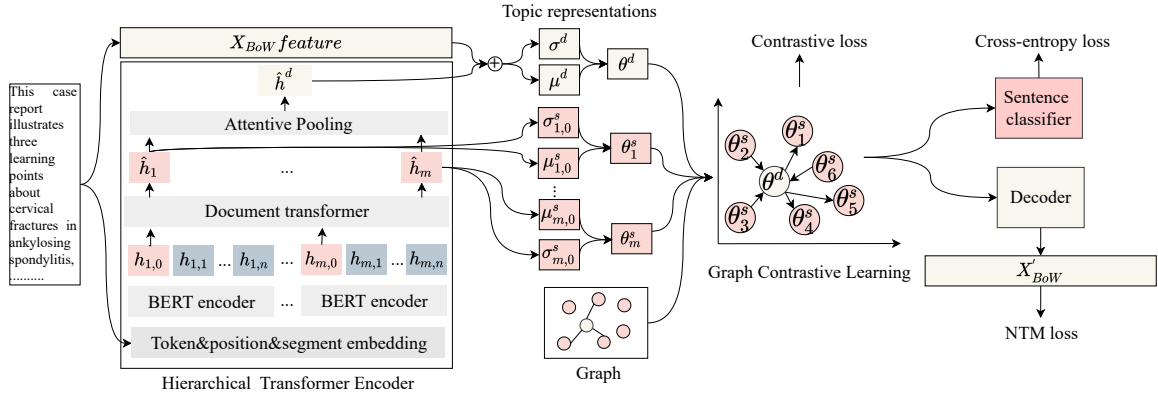 This case
report
illustrates
three
learning
points
about
cervical
fractures in
ankylosing
spondylitis,
..........
X_BoW feature
ĥ^d
Attentive Pooling
ĥ_1 ... ĥ_m
Document transformer
h_{1,0} h_{1,1} ... h_{1,n} ... h_{m,0} h_{m,1} ... h_{m,n}
BERT encoder ... BERT encoder
Token&position&segment embedding
Hierarchical Transformer Encoder
Topic representations
+
σ^d
μ^d
θ^d
σ^s_{1,0}
μ^s_{1,0}
θ^s_1
⋮
μ^s_{m,0}
σ^s_{m,0}
θ^s_m
Graph
Contrastive loss
θ^s_2 θ^s_1
θ^s_6
θ^d
θ^s_5
θ^s_3 θ^s_4
Graph Contrastive Learning
Cross-entropy loss
Sentence
classifier
Decoder
X'_BoW
NTM loss